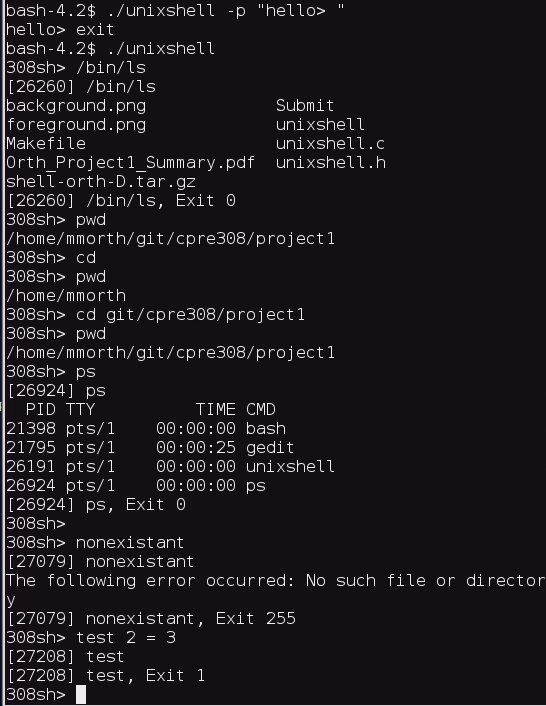 bash-4.2$ ./unixshell -p "hello> "
hello> exit
bash-4.2$ ./unixshell
308sh> /bin/ls
[26260] /bin/ls
background.png             Submit
foreground.png             unixshell
Makefile                   unixshell.c
Orth_Project1_Summary.pdf  unixshell.h
shell-orth-D.tar.gz
[26260] /bin/ls, Exit 0
308sh> pwd
/home/mmorth/git/cpre308/project1
308sh> cd
308sh> pwd
/home/mmorth
308sh> cd git/cpre308/project1
308sh> pwd
/home/mmorth/git/cpre308/project1
308sh> ps
[26924] ps
  PID TTY          TIME CMD
21398 pts/1    00:00:00 bash
21795 pts/1    00:00:25 gedit
26191 pts/1    00:00:00 unixshell
26924 pts/1    00:00:00 ps
[26924] ps, Exit 0
308sh>
308sh> nonexistant
[27079] nonexistant
The following error occurred: No such file or director
y
[27079] nonexistant, Exit 255
308sh> test 2 = 3
[27208] test
[27208] test, Exit 1
308sh>